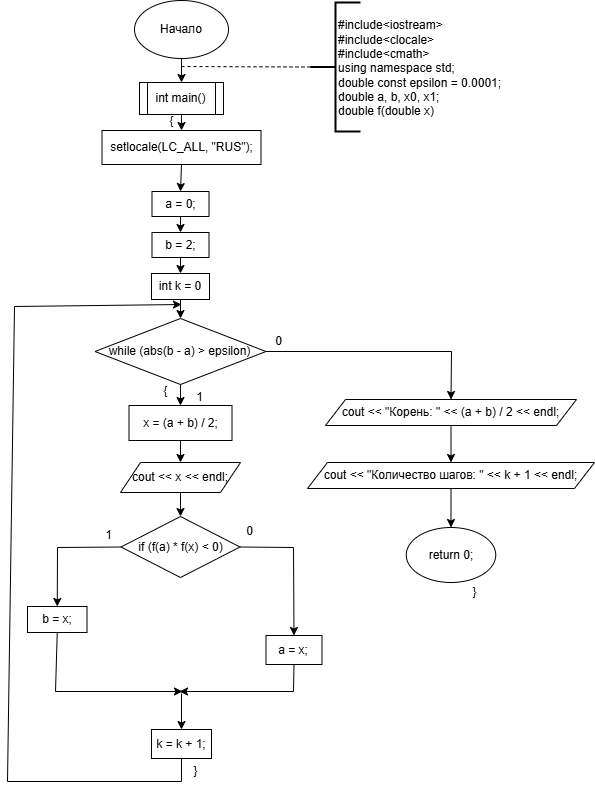 Начало
#include<iostream>
#include<clocale>
#include<cmath>
using namespace std;
double const epsilon = 0.0001;
double a, b, x0, x1;
double f(double x)
int main()
{
setlocale(LC_ALL, "RUS");
a = 0;
b = 2;
int k = 0
while (abs(b - a) > epsilon)
0
{
1
x = (a + b) / 2;
cout << "Корень: " << (a + b) / 2 << endl;
cout << x << endl;
cout << "Количество шагов: " << k + 1 << endl;
1
if (f(a) * f(x) < 0)
0
return 0;
}
b = x;
a = x;
k = k + 1;
}